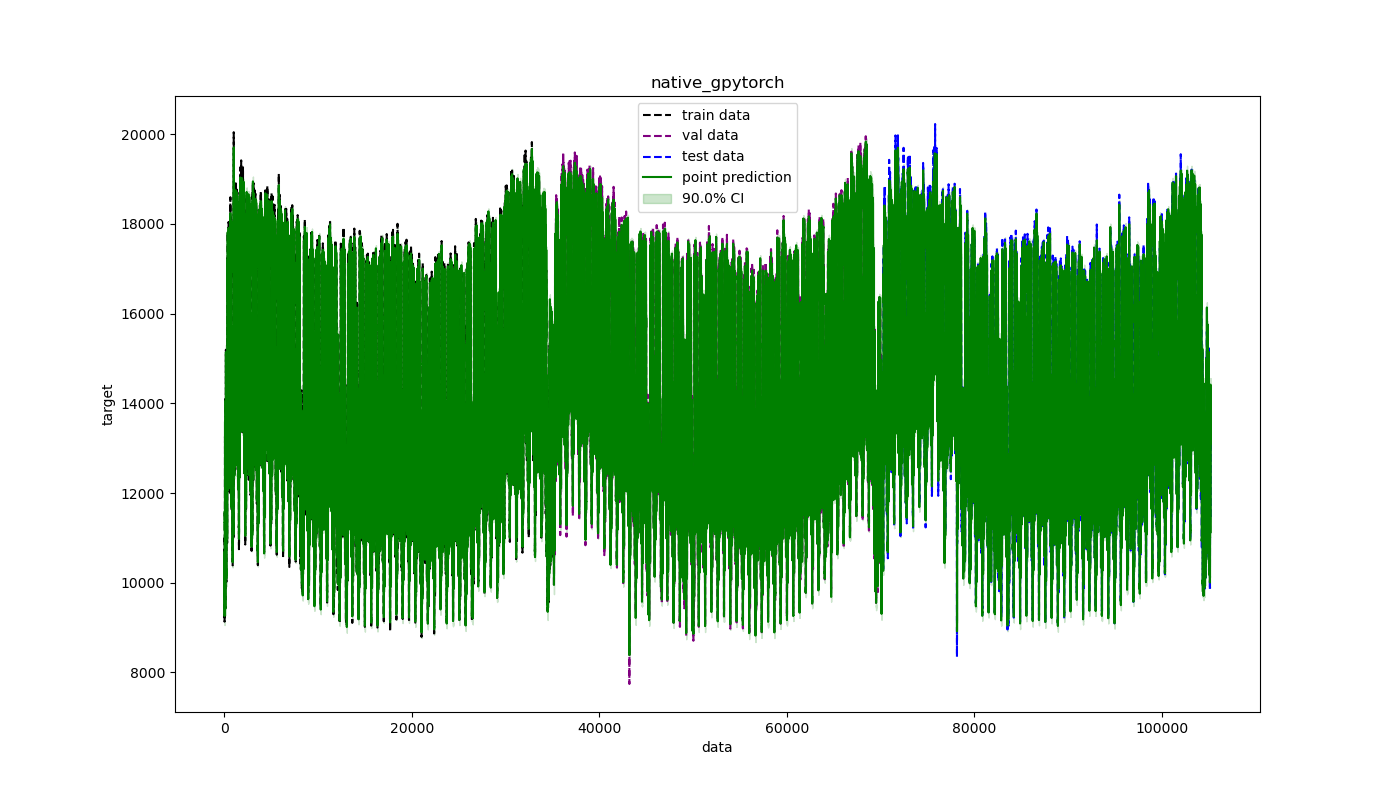 native_gpytorch
train data
val data
test data
point prediction
90.0% CI
20000
18000
16000
14000
12000
10000
8000
target
0
20000
40000
60000
80000
100000
data